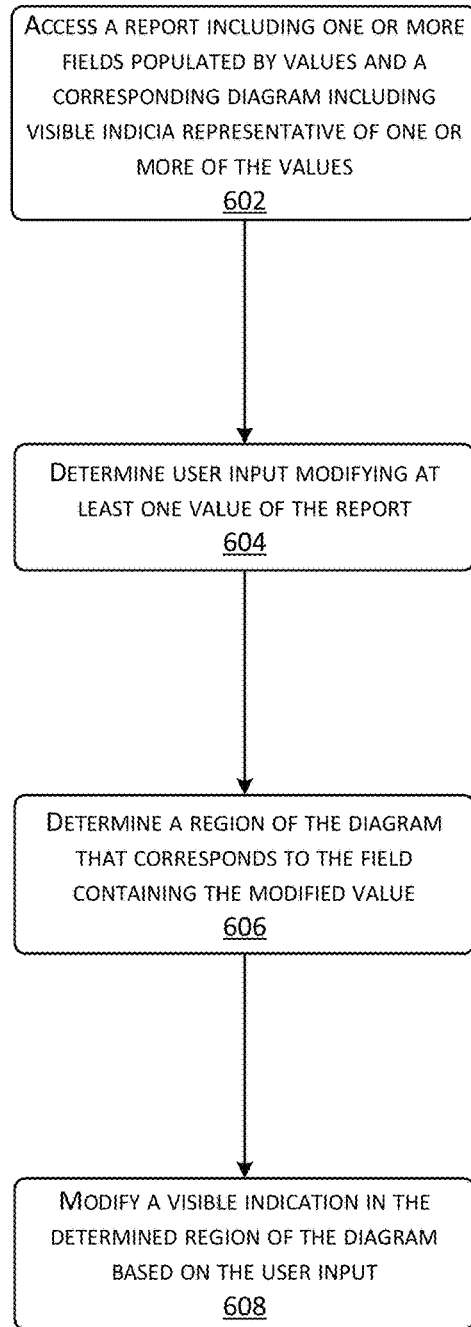 ACCESS A REPORT INCLUDING ONE OR MORE
FIELDS POPULATED BY VALUES AND A
CORRESPONDING DIAGRAM INCLUDING
VISIBLE INDICIA REPRESENTATIVE OF ONE OR
MORE OF THE VALUES
602
DETERMINE USER INPUT MODIFYING AT
LEAST ONE VALUE OF THE REPORT
604
DETERMINE A REGION OF THE DIAGRAM
THAT CORRESPONDS TO THE FIELD
CONTAINING THE MODIFIED VALUE
606
MODIFY A VISIBLE INDICATION IN THE
DETERMINED REGION OF THE DIAGRAM
BASED ON THE USER INPUT
608